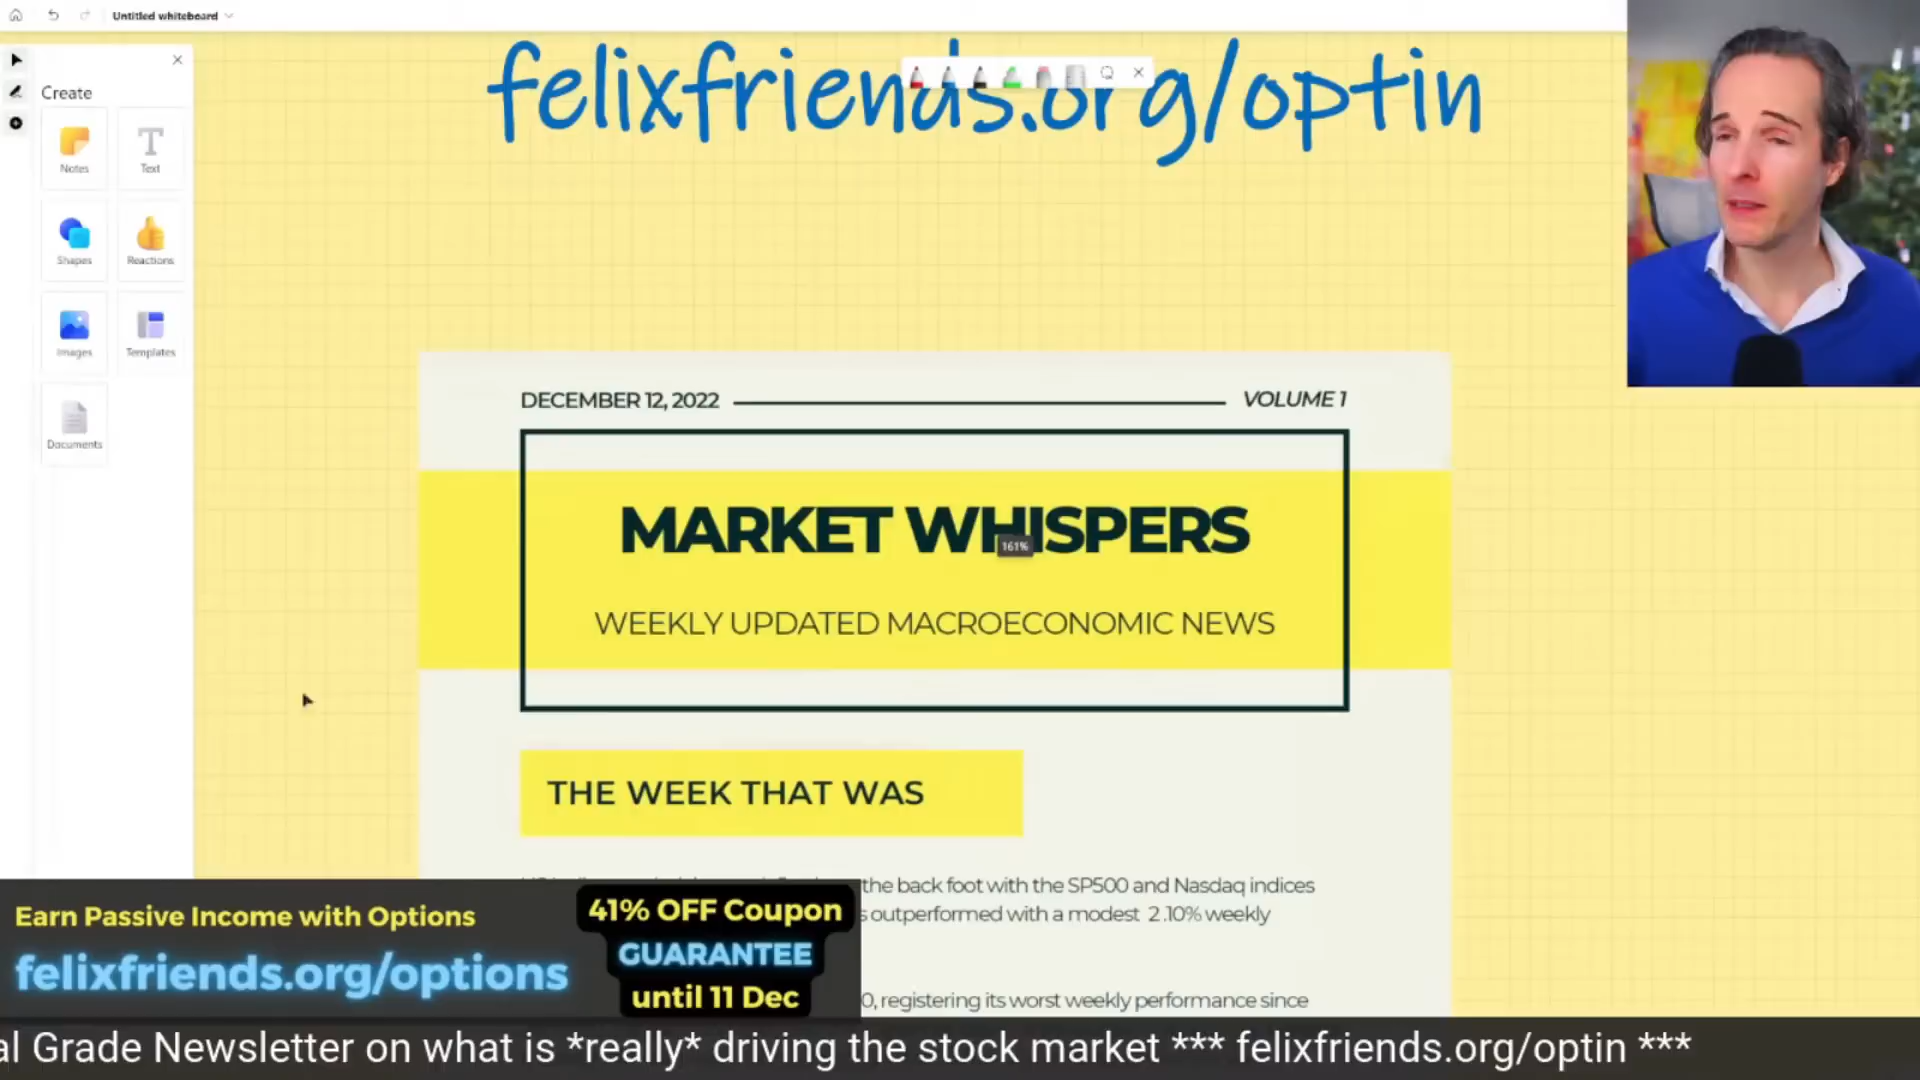 Untitled whiteboard
felixfriends.org/optin
Create
Notes
Text
Shapes
Reactions
Images
Templates
Documents
DECEMBER 12, 2022
VOLUME 1
MARKET WHISPERS
161%
WEEKLY UPDATED MACROECONOMIC NEWS
THE WEEK THAT WAS
the back foot with the SP500 and Nasdaq indices
s outperformed with a modest 2.10% weekly
0, registering its worst weekly performance since
Earn Passive Income with Options
felixfriends.org/options
41% OFF Coupon
GUARANTEE
until 11 Dec
al Grade Newsletter on what is *really* driving the stock market *** felixfriends.org/optin ***